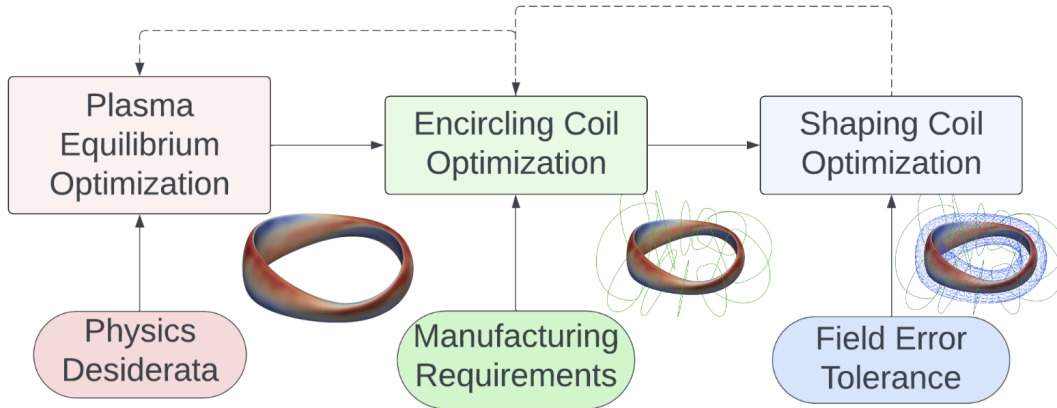 Plasma
Equilibrium
Optimization
Encircling Coil
Optimization
Shaping Coil
Optimization
Physics
Desiderata
Manufacturing
Requirements
Field Error
Tolerance